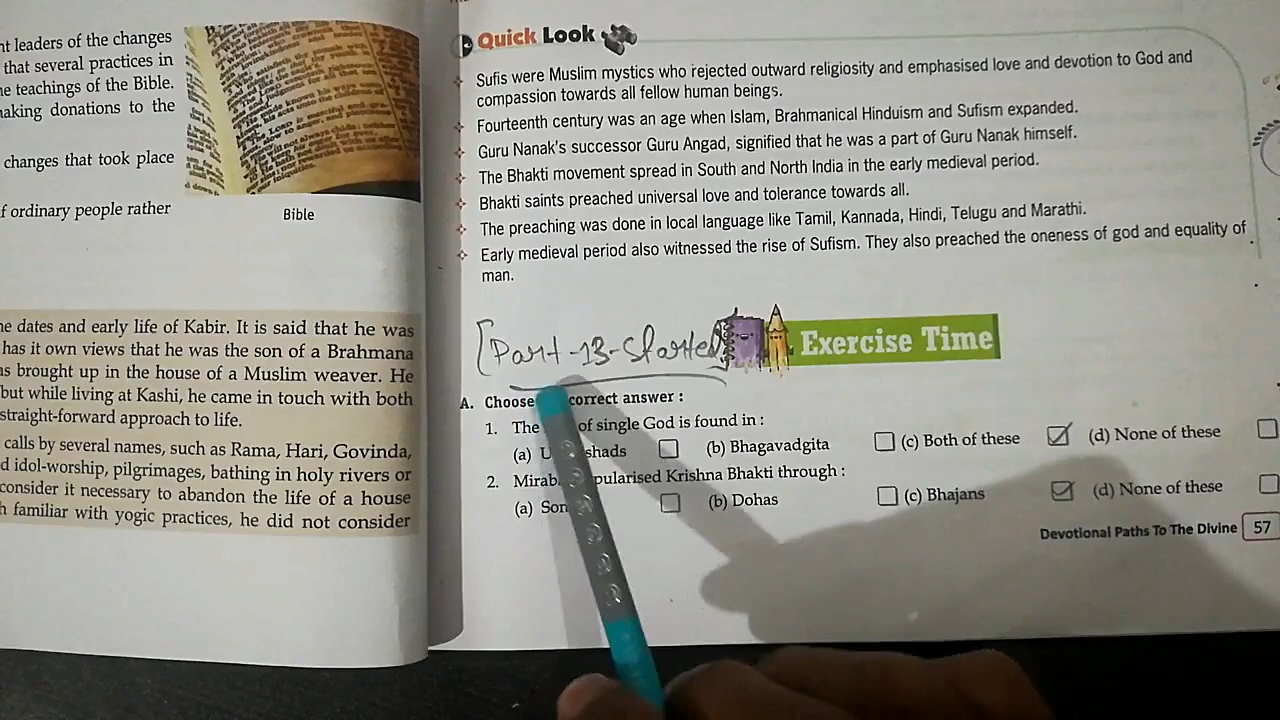 nt leaders of the changes
that several practices in
e teachings of the Bible.
aking donations to the
changes that took place
f ordinary people rather
Bible
ne dates and early life of Kabir. It is said that he was
has it own views that he was the son of a Brahmana
as brought up in the house of a Muslim weaver. He
but while living at Kashi, he came in touch with both
straight-forward approach to life.
calls by several names, such as Rama, Hari, Govinda,
d idol-worship, pilgrimages, bathing in holy rivers or
consider it necessary to abandon the life of a house
h familiar with yogic practices, he did not consider
Quick Look
Sufis were Muslim mystics who rejected outward religiosity and emphasised love and devotion to God and
compassion towards all fellow human beings.
Fourteenth century was an age when Islam, Brahmanical Hinduism and Sufism expanded.
Guru Nanak's successor Guru Angad, signified that he was a part of Guru Nanak himself.
The Bhakti movement spread in South and North India in the early medieval period.
Bhakti saints preached universal love and tolerance towards all.
The preaching was done in local language like Tamil, Kannada, Hindi, Telugu and Marathi.
Early medieval period also witnessed the rise of Sufism. They also preached the oneness of god and equality of
man.
[Part-13-Started]
Exercise Time
A. Choose correct answer :
1. The of single God is found in :
(a) U shads (b) Bhagavadgita (c) Both of these (d) None of these
2. Mirab pularised Krishna Bhakti through :
(a) Son (b) Dohas (c) Bhajans (d) None of these
Devotional Paths To The Divine 57